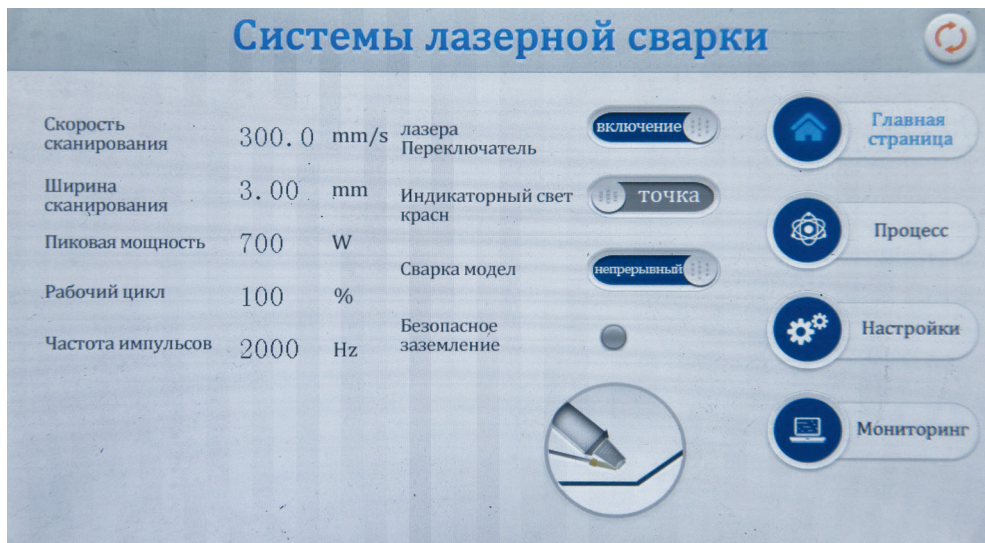 Системы лазерной сварки
Скорость
сканирования
300.0 mm/s
Ширина
сканирования
3.00 mm
Пиковая мощность 700 W
Рабочий цикл 100 %
Частота импульсов 2000 Hz
лазера
Переключатель
включение
Индикаторный свет
красн
точка
Сварка модел
непрерывный
Безопасное
заземление
Главная
страница
Процесс
Настройки
Мониторинг